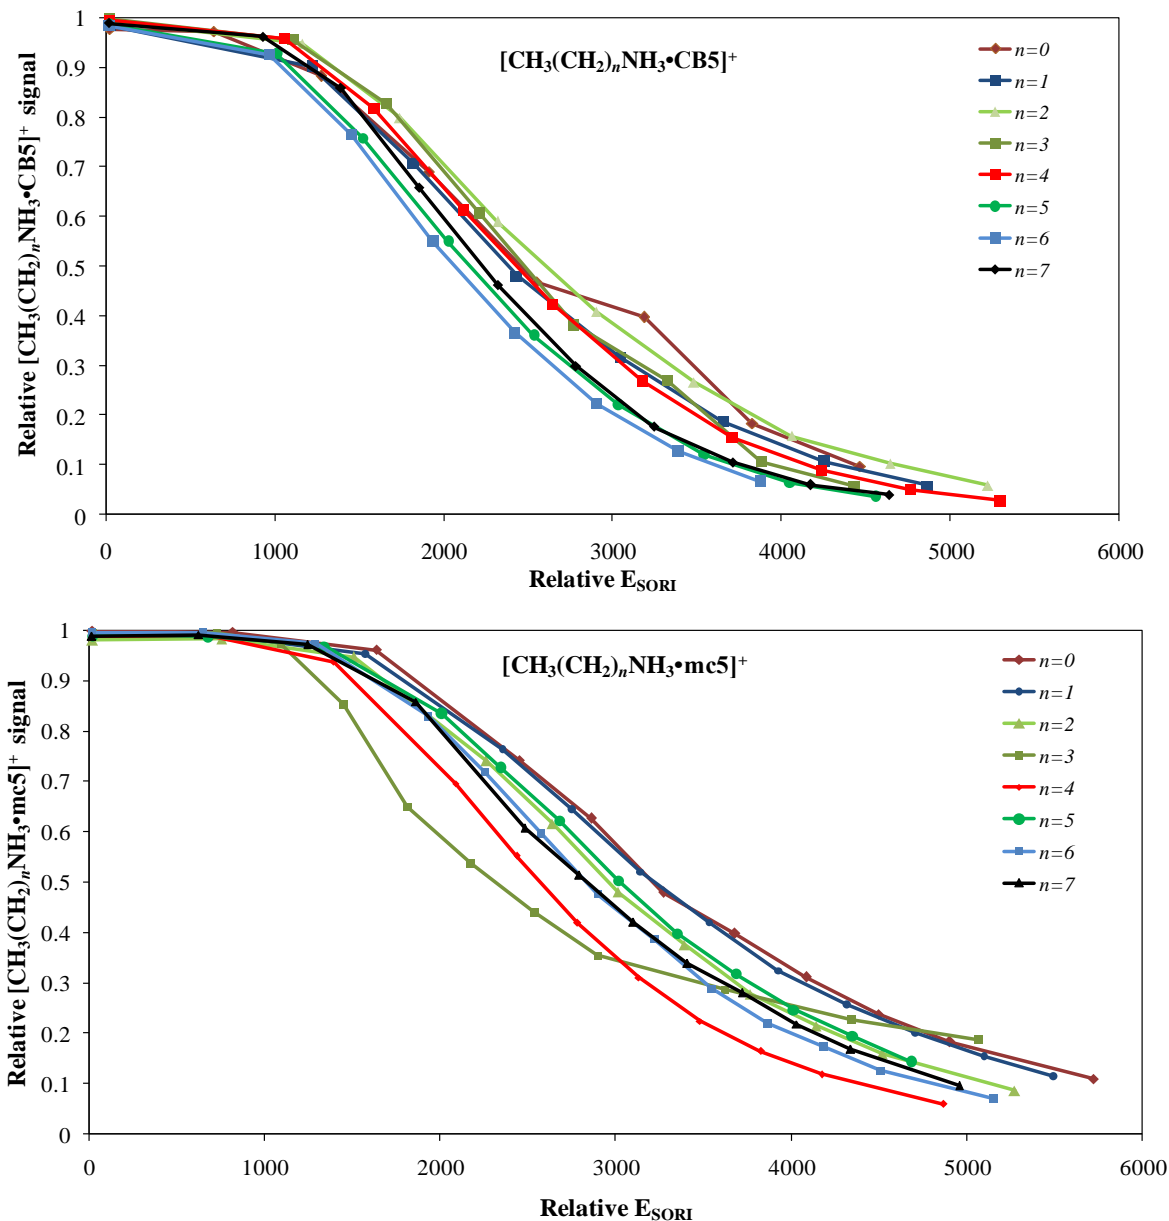 [CH₃(CH₂)ₙNH₃•CB5]⁺
Relative [CH₃(CH₂)ₙNH₃•CB5]⁺ signal
1
0.9
0.8
0.7
0.6
0.5
0.4
0.3
0.2
0.1
0
n=0
n=1
n=2
n=3
n=4
n=5
n=6
n=7
0 1000 2000 3000 4000 5000 6000
Relative E_SORI
[CH₃(CH₂)ₙNH₃•mc5]⁺
Relative [CH₃(CH₂)ₙNH₃•mc5]⁺ signal
1
0.9
0.8
0.7
0.6
0.5
0.4
0.3
0.2
0.1
0
n=0
n=1
n=2
n=3
n=4
n=5
n=6
n=7
0 1000 2000 3000 4000 5000 6000
Relative E_SORI